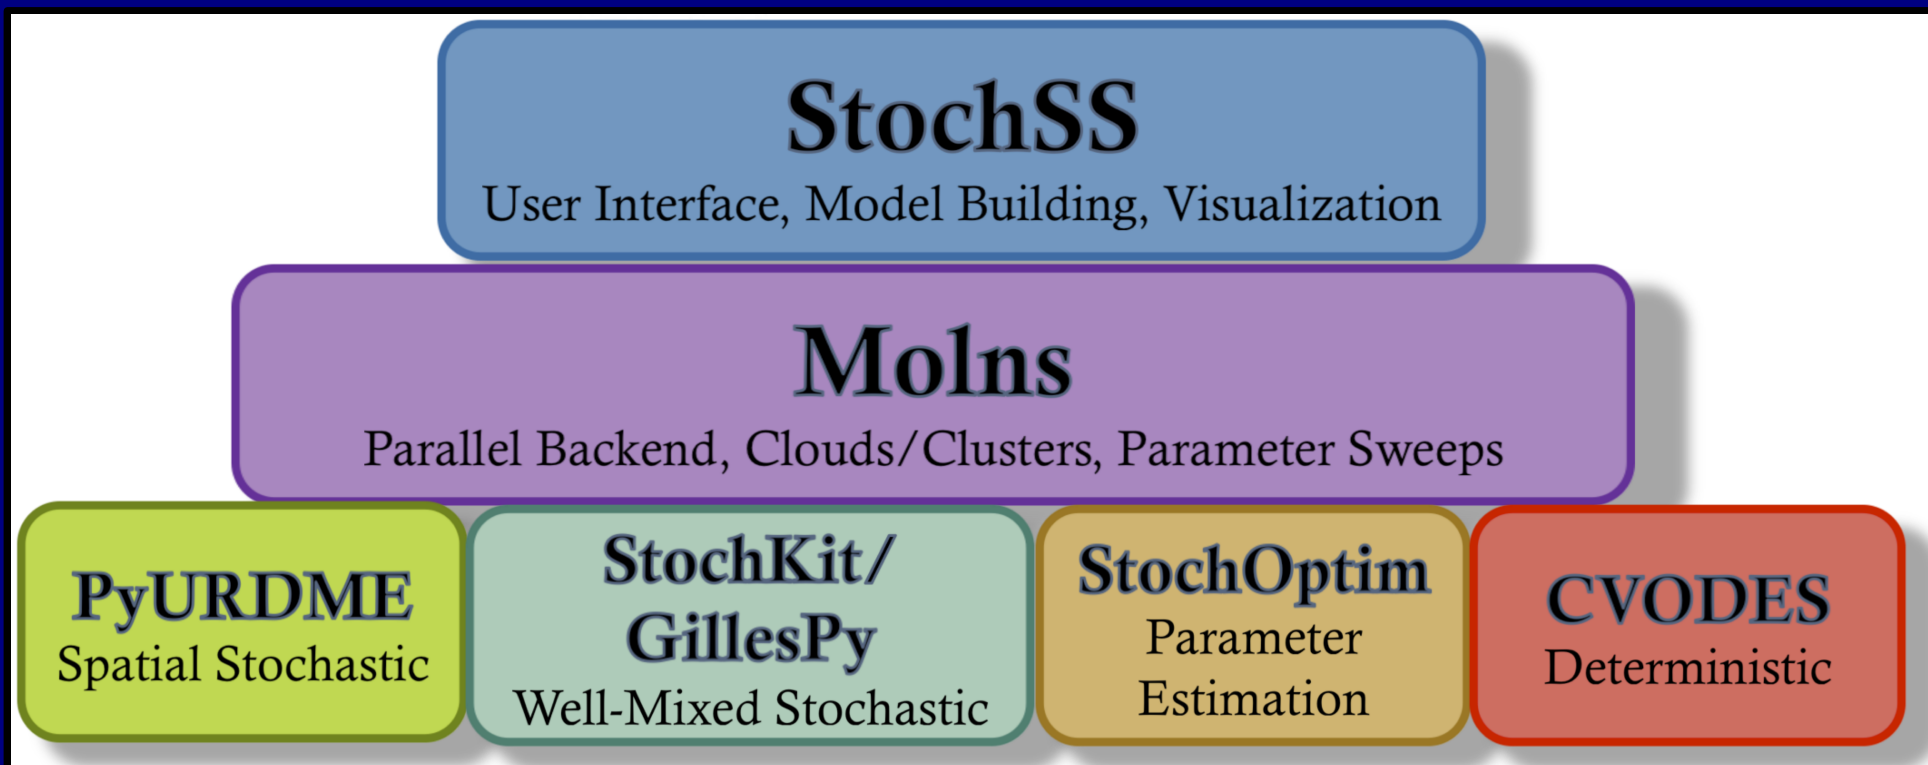 StochSS
User Interface, Model Building, Visualization
Molns
Parallel Backend, Clouds/Clusters, Parameter Sweeps
PyURDME
Spatial Stochastic
StochKit/
GillesPy
Well-Mixed Stochastic
StochOptim
Parameter
Estimation
CVODES
Deterministic